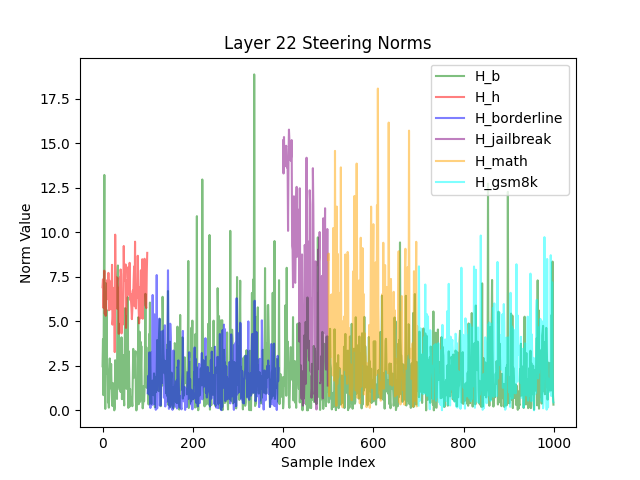 Layer 22 Steering Norms
H_b
H_h
H_borderline
H_jailbreak
H_math
H_gsm8k
Norm Value
17.5
15.0
12.5
10.0
7.5
5.0
2.5
0.0
0 200 400 600 800 1000
Sample Index